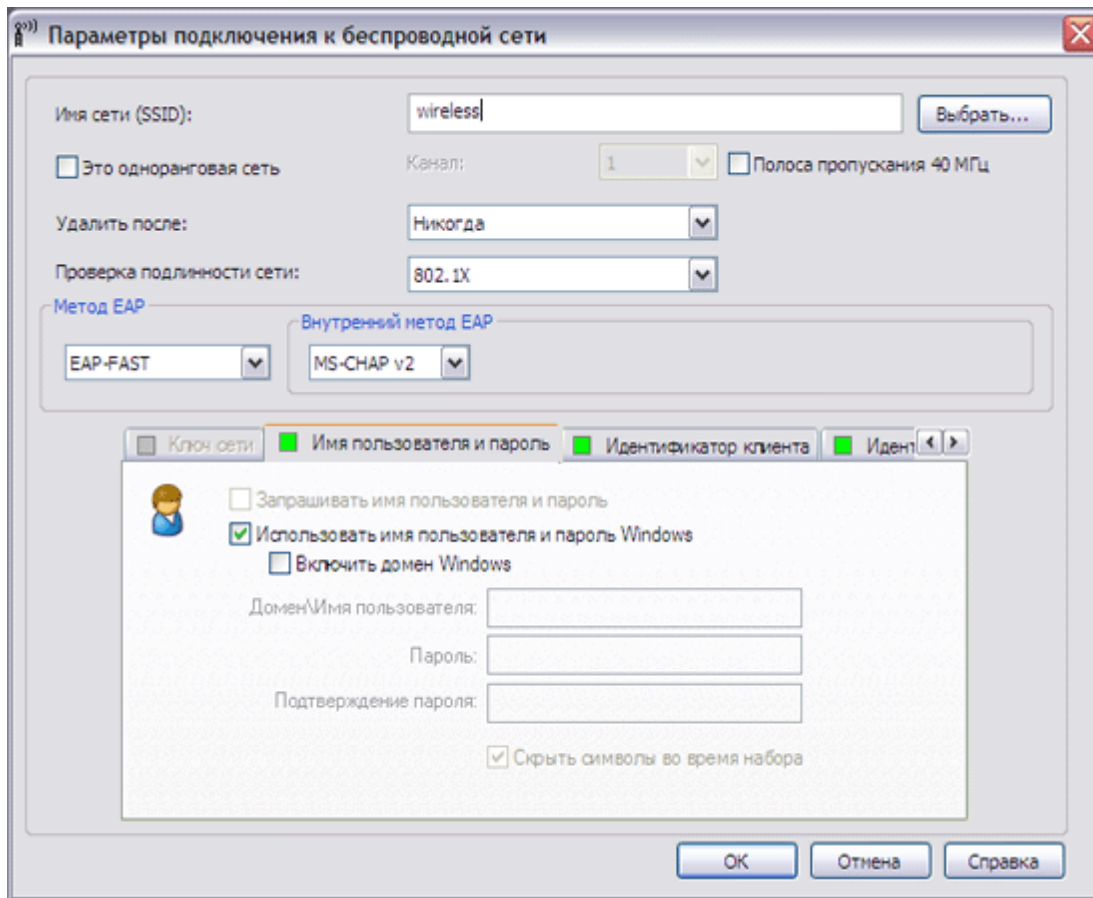 Параметры подключения к беспроводной сети
Имя сети (SSID): wireless Выбрать...
Это одноранговая сеть Канал: 1 Полоса пропускания 40 МГц
Удалить после: Никогда
Проверка подлинности сети: 802.1X
Метод EAP
Внутренний метод EAP
EAP-FAST MS-CHAP v2
Ключ сети Имя пользователя и пароль Идентификатор клиента Идент
Запрашивать имя пользователя и пароль
Использовать имя пользователя и пароль Windows
Включить домен Windows
Домен\Имя пользователя:
Пароль:
Подтверждение пароля:
Скрыть символы во время набора
ОК Отмена Справка